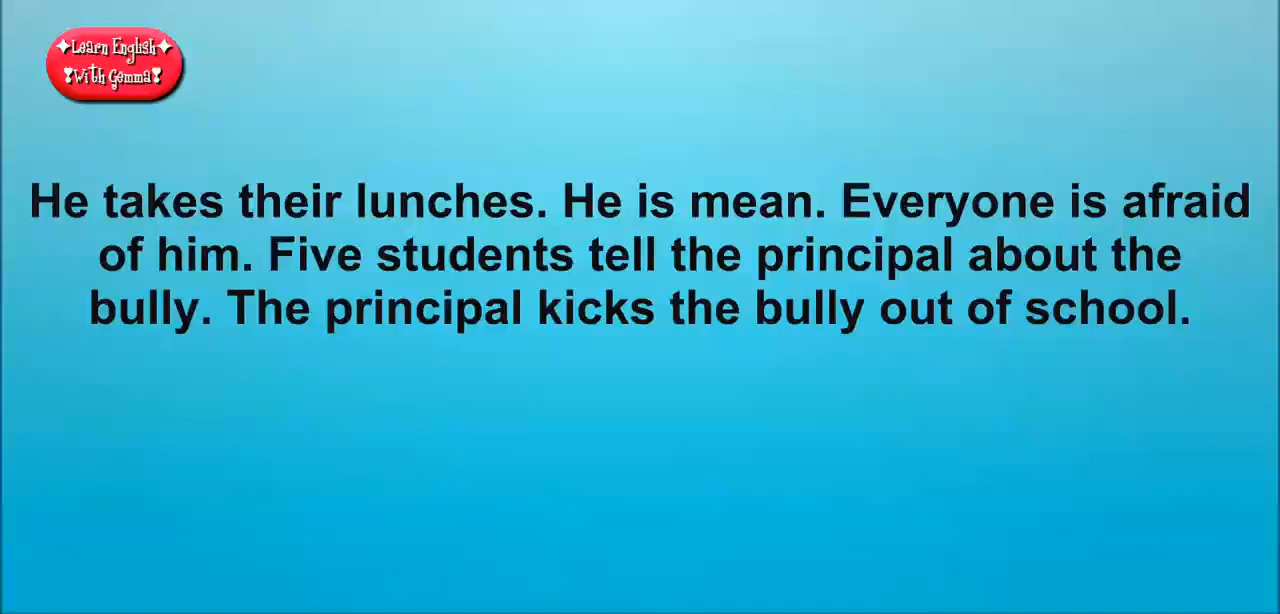 ✦Learn English✦
❣With Gemma❣
He takes their lunches. He is mean. Everyone is afraid
of him. Five students tell the principal about the
bully. The principal kicks the bully out of school.